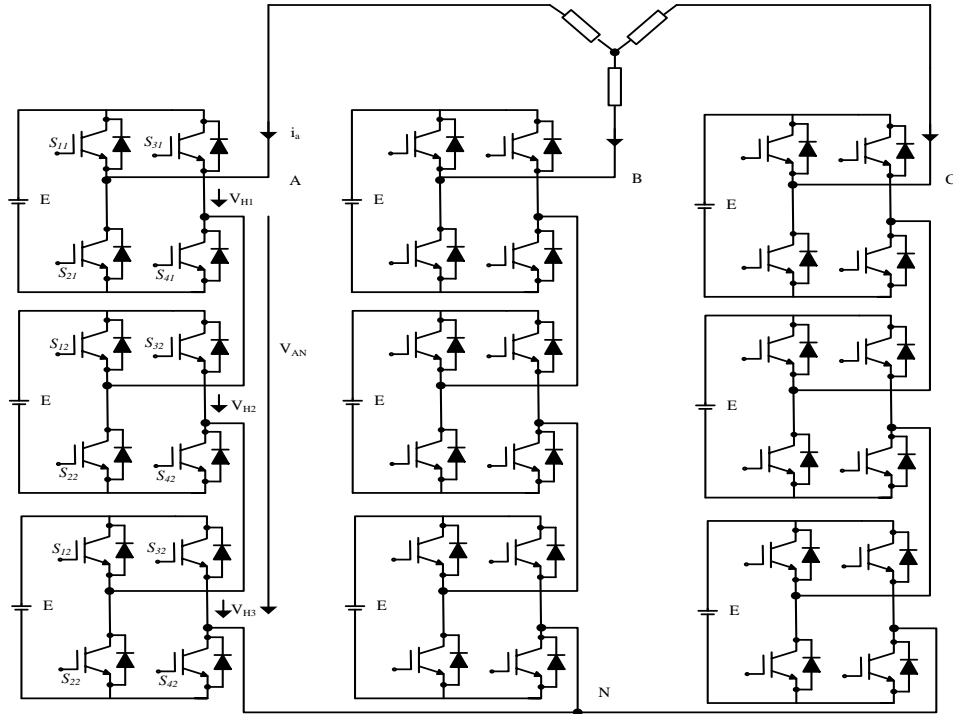 S11 S31 ia
A B C
E VH1 E E
S21 S41
S12 S32
VAN
E VH2 E E
S22 S42
S12 S32
E VH3 E E
S22 S42
N